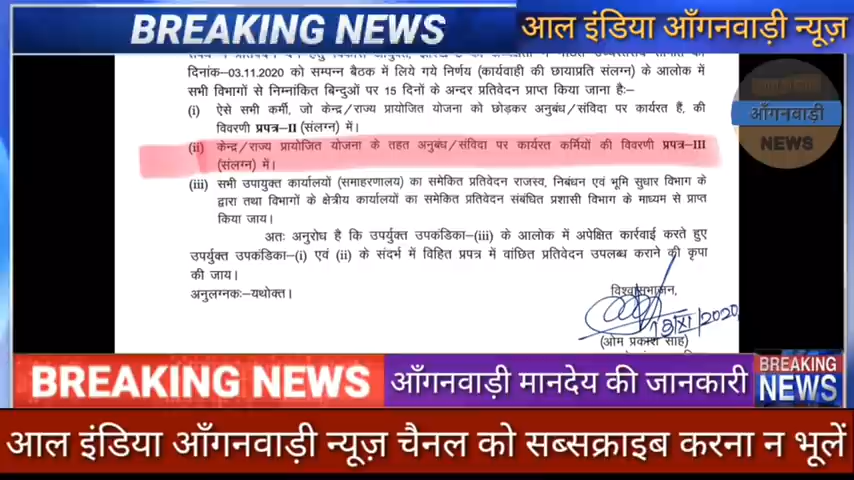 BREAKING NEWS
आल इंडिया आँगनवाड़ी न्यूज़
दिनांक-03.11.2020 को सम्पन्न बैठक में लिये गये निर्णय (कार्यवाही की छायाप्रति संलग्न) के आलोक में
सभी विभागों से निम्नांकित बिन्दुओं पर 15 दिनों के अन्दर प्रतिवेदन प्राप्त किया जाना है:–
(i) ऐसे सभी कर्मी, जो केन्द्र/राज्य प्रायोजित योजना को छोड़कर अनुबंध/संविदा पर कार्यरत हैं, की
विवरणी प्रपत्र-II (संलग्न) में।
(ii) केन्द्र/राज्य प्रायोजित योजना के तहत अनुबंध/संविदा पर कार्यरत कर्मियों की विवरणी प्रपत्र-III
(संलग्न) में।
(iii) सभी उपायुक्त कार्यालयों (समाहरणालय) का समेकित प्रतिवेदन राजस्व, निबंधन एवं भूमि सुधार विभाग के
द्वारा तथा विभागों के क्षेत्रीय कार्यालयों का समेकित प्रतिवेदन संबंधित प्रशासी विभाग के माध्यम से प्राप्त
किया जाय।
अतः अनुरोध है कि उपर्युक्त उपकंडिका-(iii) के आलोक में अपेक्षित कार्रवाई करते हुए
उपर्युक्त उपकंडिका-(i) एवं (ii) के संदर्भ में विहित प्रपत्र में वांछित प्रतिवेदन उपलब्ध कराने की कृपा
की जाय।
अनुलग्नकः-यथोक्त।
विश्वासभाजन,
/XI/2020
(ओम प्रकाश साह)
आँगनवाड़ी
NEWS
BREAKING NEWS
आँगनवाड़ी मानदेय की जानकारी
BREAKING
NEWS
आल इंडिया आँगनवाड़ी न्यूज़ चैनल को सब्सक्राइब करना न भूलें